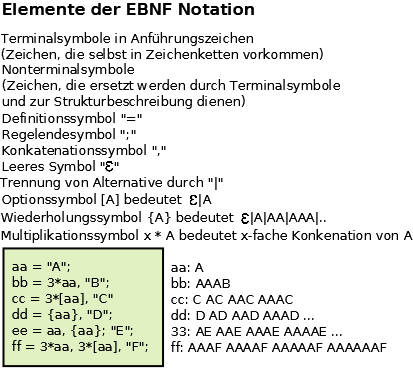 Elemente der EBNF Notation
Terminalsymbole in Anführungszeichen
(Zeichen, die selbst in Zeichenketten vorkommen)
Nonterminalsymbole
(Zeichen, die ersetzt werden durch Terminalsymbole
und zur Strukturbeschreibung dienen)
Definitionssymbol "="
Regelendesymbol ";"
Konkatenationssymbol ","
Leeres Symbol "ε"
Trennung von Alternative durch "|"
Optionssymbol [A] bedeutet ε|A
Wiederholungssymbol {A} bedeutet ε|A|AA|AAA|..
Multiplikationssymbol x * A bedeutet x-fache Konkenation von A
aa = "A"; aa: A
bb = 3*aa, "B"; bb: AAAB
cc = 3*[aa], "C" cc: C AC AAC AAAC
dd = {aa}, "D"; dd: D AD AAD AAAD ...
ee = aa, {aa}; "E"; 33: AE AAE AAAE AAAAE ...
ff = 3*aa, 3*[aa], "F"; ff: AAAF AAAAF AAAAAF AAAAAAF